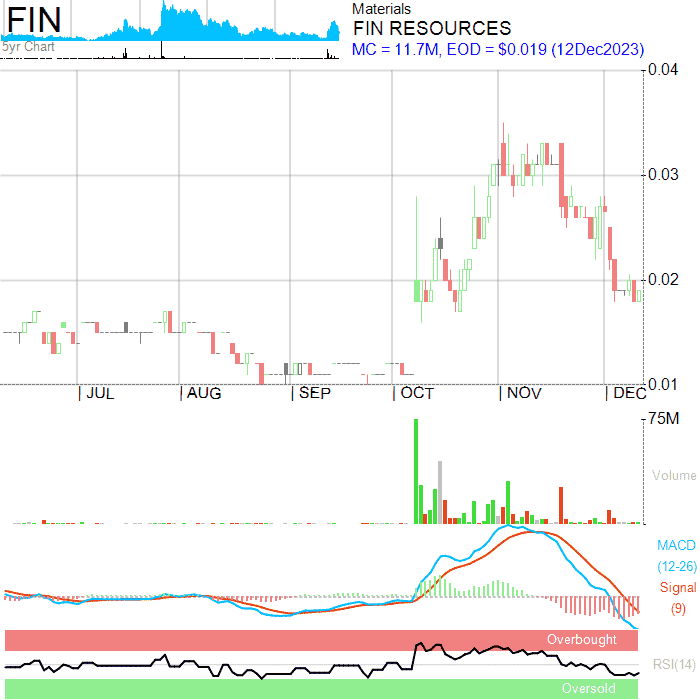 FIN
5yr Chart
Materials
FIN RESOURCES
MC = 11.7M, EOD = $0.019 (12Dec2023)
0.04
0.03
0.02
0.01
JUL
AUG
SEP
OCT
NOV
DEC
75M
Volume
MACD
(12-26)
Signal
(9)
Overbought
RSI(14)
Oversold